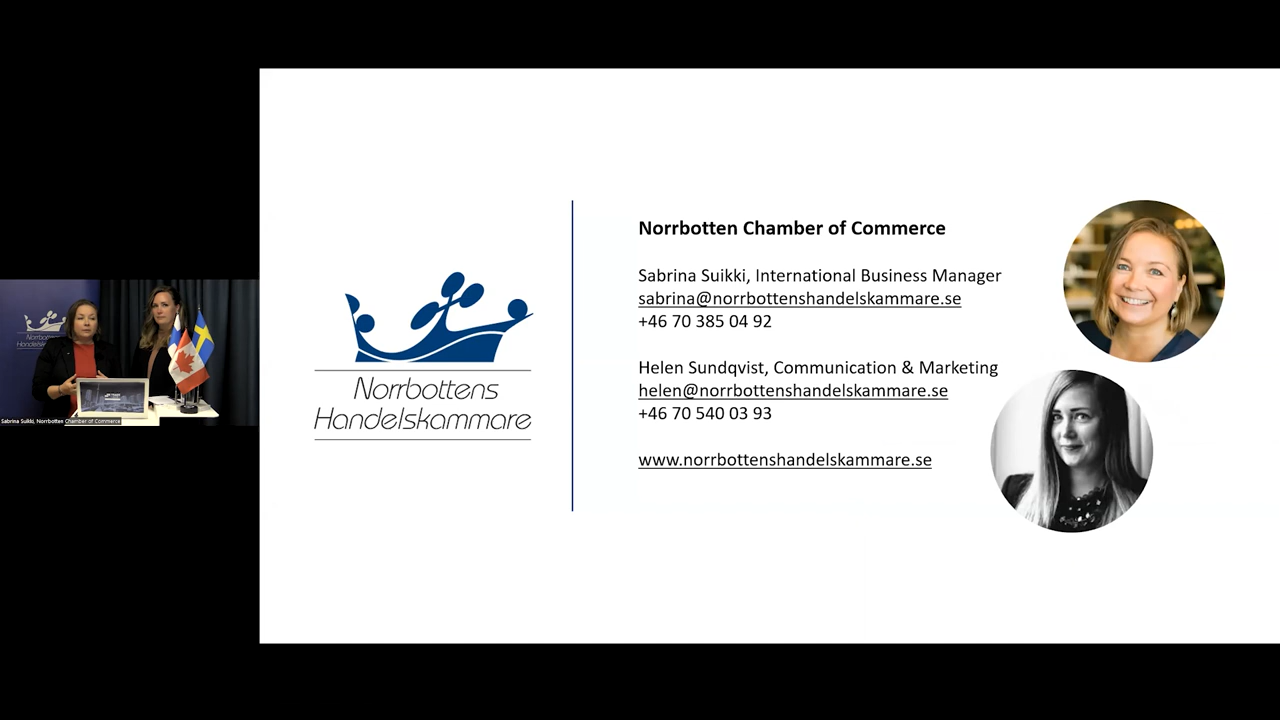 Norrbotten Chamber of Commerce
Sabrina Suikki, International Business Manager
sabrina@norrbottenshandelskammare.se
+46 70 385 04 92
Helen Sundqvist, Communication & Marketing
helen@norrbottenshandelskammare.se
+46 70 540 03 93
www.norrbottenshandelskammare.se
Norrbottens
Handelskammare
Norrbottens
Sabrina Suikki, Norrbotten Chamber of Commerce